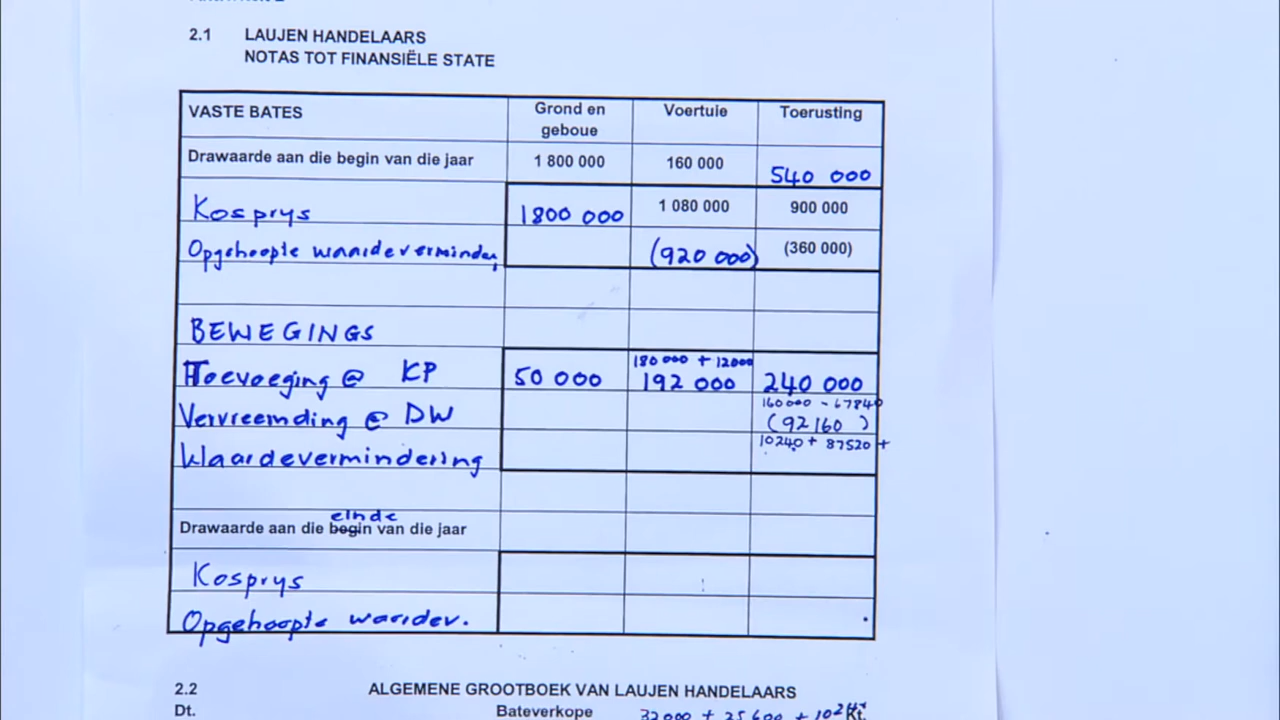 2.1 LAUJEN HANDELAARS
NOTAS TOT FINANSIËLE STATE
VASTE BATES Grond en geboue Voertuie Toerusting
Drawaarde aan die begin van die jaar 1 800 000 160 000 540 000
Kosprys 1800 000 1 080 000 900 000
Opgehoopte waardevermindering (920 000) (360 000)
BEWEGINGS
180 000 + 12000
Toevoeging @ KP 50 000 192 000 240 000
160000 - 67840
Vervreemding @ DW (92160)
10240 + 87520 +
Waardevermindering
einde
Drawaarde aan die begin van die jaar
Kosprys
Opgehoopte waardev.
2.2 ALGEMENE GROOTBOEK VAN LAUJEN HANDELAARS
Dt. Bateverkope Kt.
32000 + 25600 +